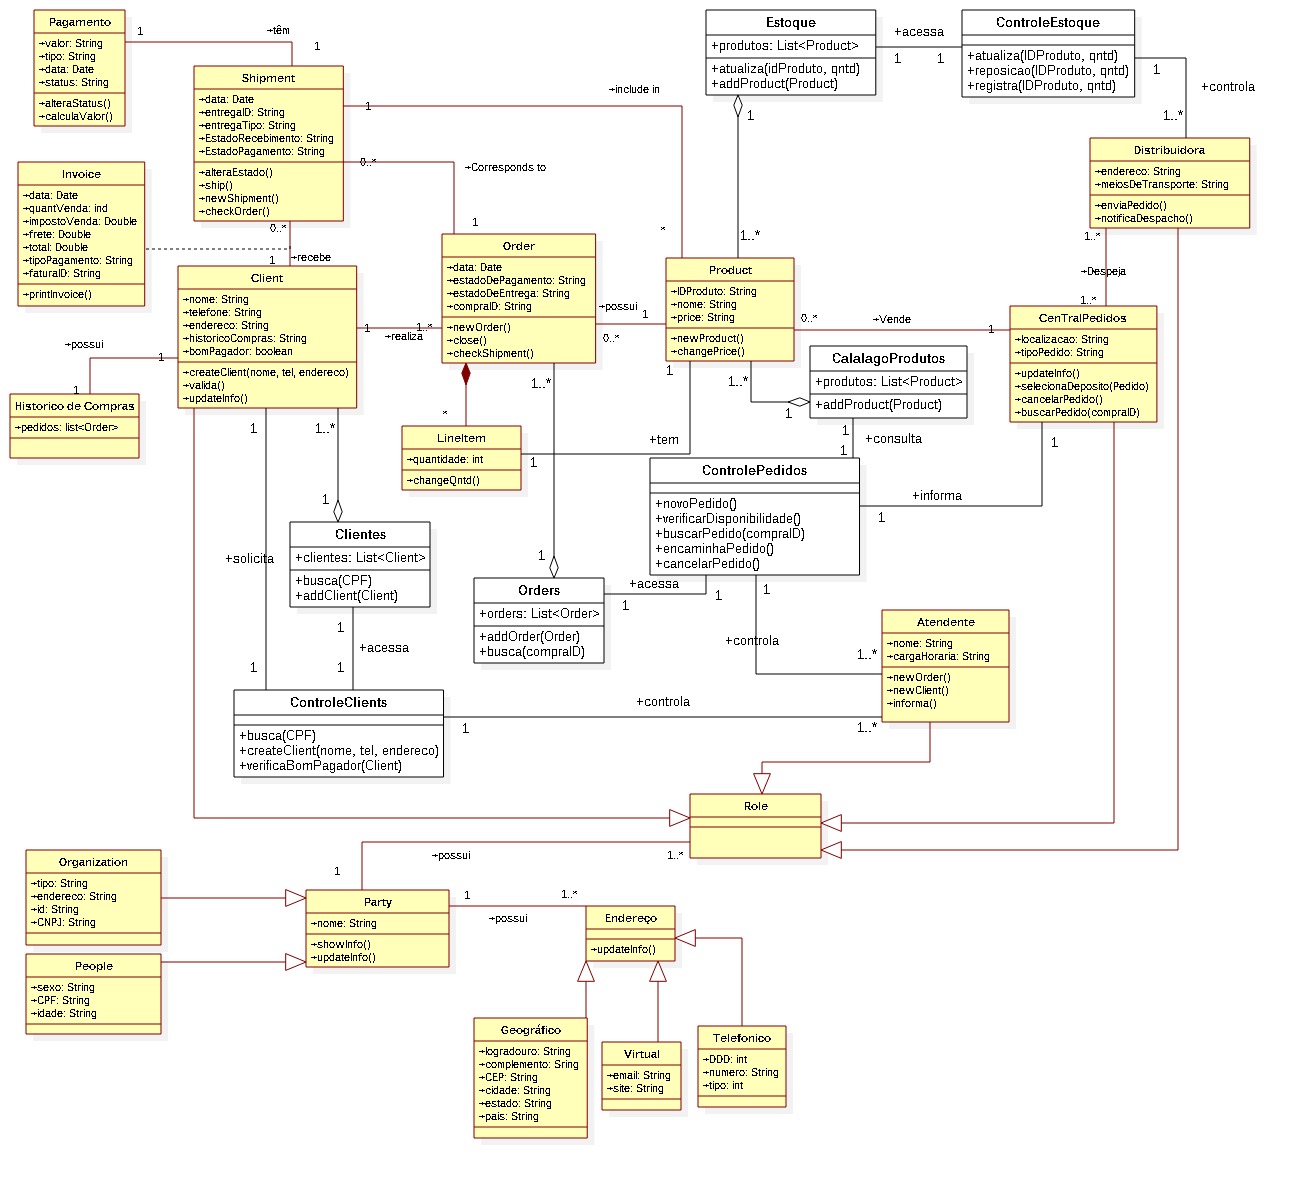 Pagamento
+valor: String
+tipo: String
+data: Date
+status: String
+alteraStatus()
+calculaValor()
1
+têm
1
Shipment
+data: Date
+entregaID: String
+entregaTipo: String
+EstadoRecebimento: String
+EstadoPagamento: String
+alteraEstado()
+ship()
+newShipment()
+checkOrder()
1
+include in
*
0..*
+Corresponds to
1
Estoque
+produtos: List<Product>
+atualiza(idProduto, qntd)
+addProduct(Product)
+acessa
1
1
ControleEstoque
+atualiza(IDProduto, qntd)
+reposicao(IDProduto, qntd)
+registra(IDProduto, qntd)
1
+controla
1..*
1
1..*
Distribuidora
+endereco: String
+meiosDeTransporte: String
+enviaPedido()
+notificaDespacho()
1..*
+Despeja
1..*
Invoice
+data: Date
+quantVenda: ind
+impostoVenda: Double
+frete: Double
+total: Double
+tipoPagamento: String
+faturaID: String
+printInvoice()
0..*
1
+recebe
Client
+nome: String
+telefone: String
+endereco: String
+historicoCompras: String
+bomPagador: boolean
+createClient(nome, tel, endereco)
+valida()
+updateInfo()
1
+realiza
1..*
Order
+data: Date
+estadoDePagamento: String
+estadoDeEntrega: String
+compraID: String
+newOrder()
+close()
+checkShipment()
+possui
1
0..*
Product
+IDProduto: String
+nome: String
+price: String
+newProduct()
+changePrice()
0..*
+Vende
1
CenTralPedidos
+localizacao: String
+tipoPedido: String
+updateInfo()
+selecionaDeposito(Pedido)
+cancelarPedido()
+buscarPedido(compraID)
+possui
1
1
Historico de Compras
+pedidos: list<Order>
CalalagoProdutos
+produtos: List<Product>
+addProduct(Product)
1..*
1
1
+tem
1
*
LineItem
+quantidade: int
+changeQntd()
1..*
1
1
+consulta
1
ControlePedidos
+novoPedido()
+verificarDisponibilidade()
+buscarPedido(compraID)
+encaminhaPedido()
+cancelarPedido()
1
+informa
1
1
1..*
1
+solicita
1
Clientes
+clientes: List<Client>
+busca(CPF)
+addClient(Client)
1
+acessa
1
Orders
+orders: List<Order>
+addOrder(Order)
+busca(compraID)
+acessa
1
1
1
+controla
1..*
Atendente
+nome: String
+cargaHoraria: String
+newOrder()
+newClient()
+informa()
ControleClients
+busca(CPF)
+createClient(nome, tel, endereco)
+verificaBomPagador(Client)
+controla
1
1..*
Role
+possui
1
1..*
Organization
+tipo: String
+endereco: String
+id: String
+CNPJ: String
People
+sexo: String
+CPF: String
+idade: String
Party
+nome: String
+showInfo()
+updateInfo()
1
+possui
1..*
Endereço
+updateInfo()
Geográfico
+logradouro: String
+complemento: Sring
+CEP: String
+cidade: String
+estado: String
+pais: String
Virtual
+email: String
+site: String
Telefonico
+DDD: int
+numero: String
+tipo: int